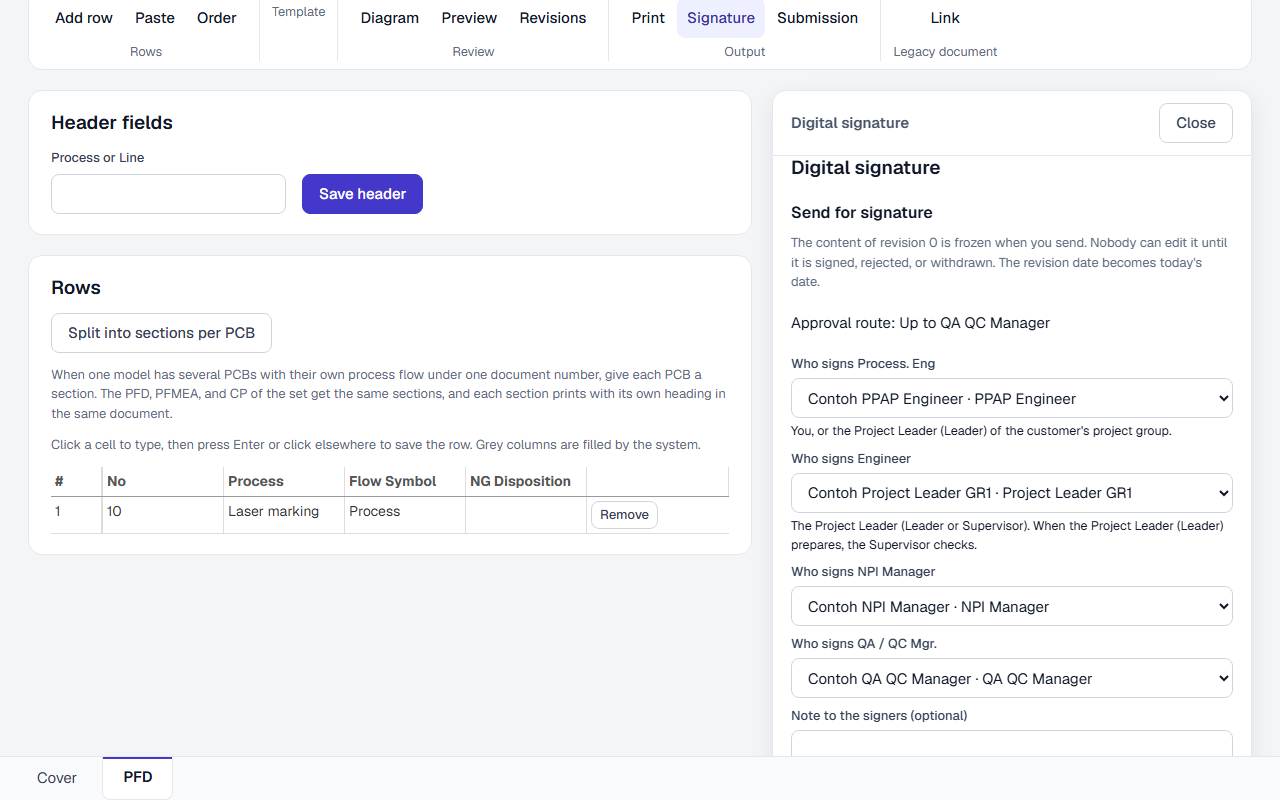 Add row Paste Order
Rows
Template
Diagram Preview Revisions
Review
Print Signature Submission
Output
Link
Legacy document
Header fields
Process or Line
Save header
Rows
Split into sections per PCB
When one model has several PCBs with their own process flow under one document number, give each PCB a
section. The PFD, PFMEA, and CP of the set get the same sections, and each section prints with its own heading in
the same document.
Click a cell to type, then press Enter or click elsewhere to save the row. Grey columns are filled by the system.
# No Process Flow Symbol NG Disposition
1 10 Laser marking Process Remove
Digital signature Close
Digital signature
Send for signature
The content of revision 0 is frozen when you send. Nobody can edit it until
it is signed, rejected, or withdrawn. The revision date becomes today's
date.
Approval route: Up to QA QC Manager
Who signs Process. Eng
Contoh PPAP Engineer · PPAP Engineer
You, or the Project Leader (Leader) of the customer's project group.
Who signs Engineer
Contoh Project Leader GR1 · Project Leader GR1
The Project Leader (Leader or Supervisor). When the Project Leader (Leader)
prepares, the Supervisor checks.
Who signs NPI Manager
Contoh NPI Manager · NPI Manager
Who signs QA / QC Mgr.
Contoh QA QC Manager · QA QC Manager
Note to the signers (optional)
Cover PFD